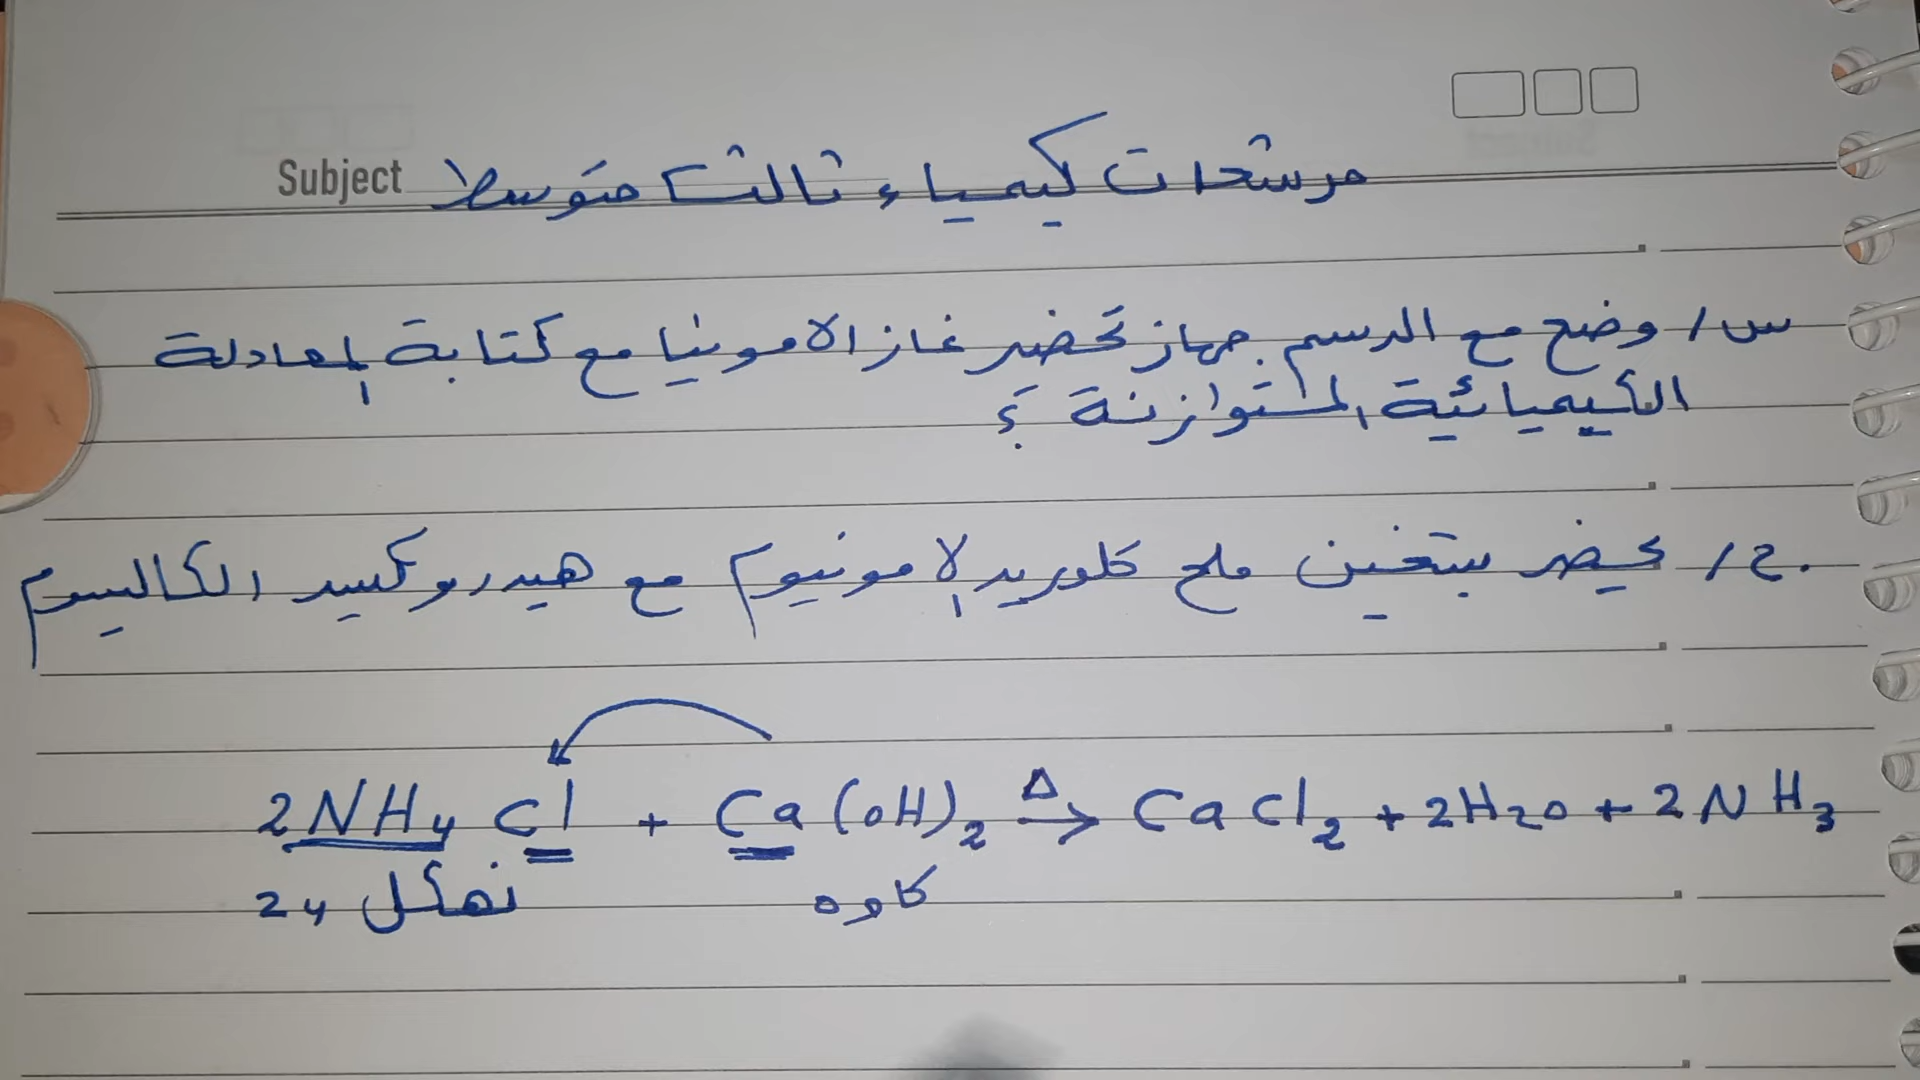 Subject مرشحات كيمياء ثالث متوسط
س/ وضح مع الرسم جهاز تحضير غاز الامونيا مع كتابة المعادلة
الكيميائية المتوازنة ؟
ج/ يحضر بتخين ملح كلوريد الامونيوم مع هيدروكسيد الكالسيوم
2NH4Cl + Ca(OH)2 Δ→ CaCl2 + 2H2O + 2NH3
24 نهكل كاوه